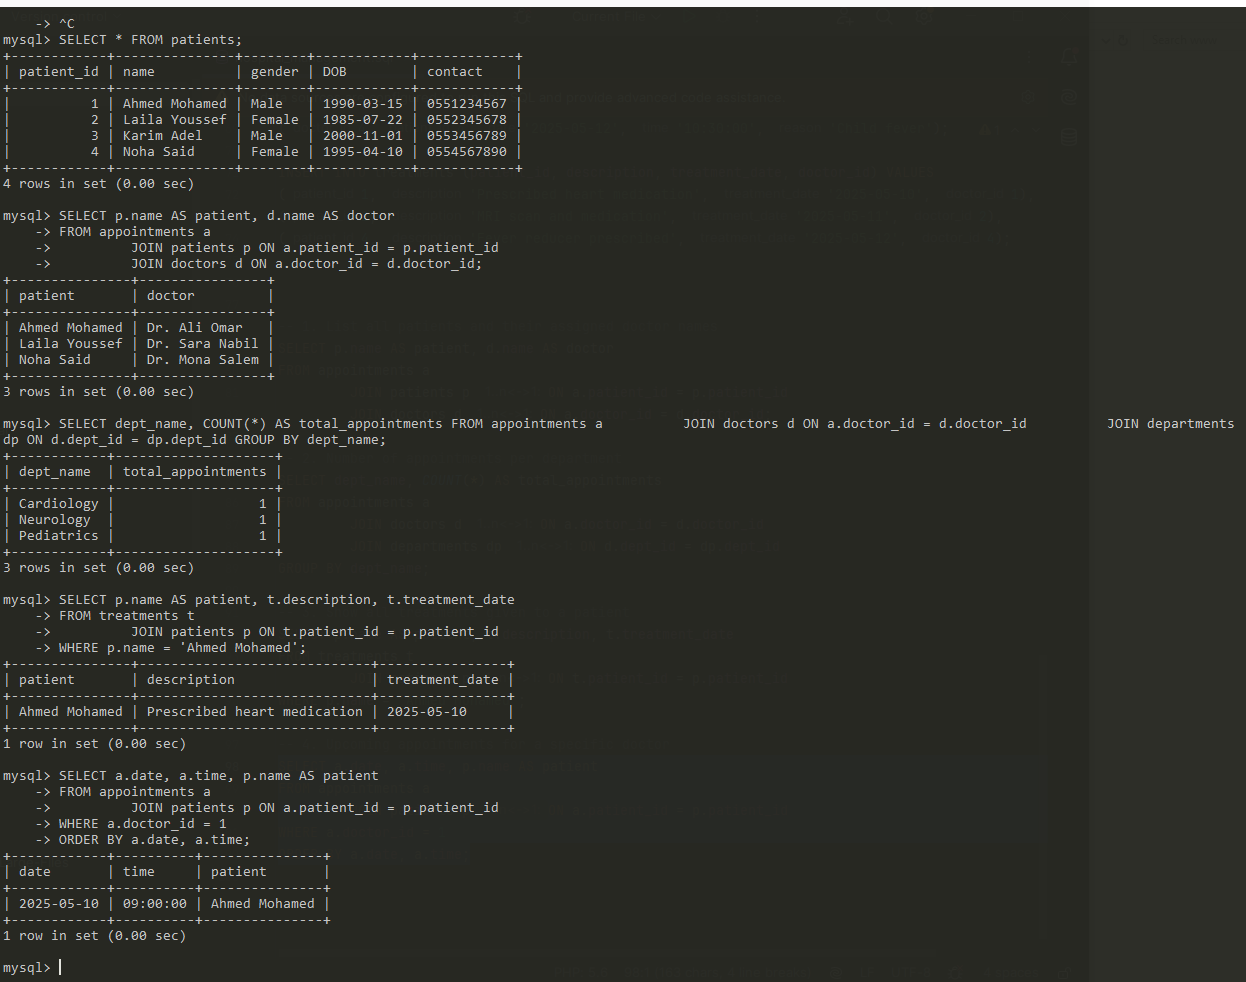 -> ^C
mysql> SELECT * FROM patients;
+------------+---------------+--------+------------+------------+
| patient_id | name          | gender | DOB        | contact    |
+------------+---------------+--------+------------+------------+
|          1 | Ahmed Mohamed | Male   | 1990-03-15 | 0551234567 |
|          2 | Laila Youssef | Female | 1985-07-22 | 0552345678 |
|          3 | Karim Adel    | Male   | 2000-11-01 | 0553456789 |
|          4 | Noha Said     | Female | 1995-04-10 | 0554567890 |
+------------+---------------+--------+------------+------------+
4 rows in set (0.00 sec)

mysql> SELECT p.name AS patient, d.name AS doctor
    -> FROM appointments a
    ->          JOIN patients p ON a.patient_id = p.patient_id
    ->          JOIN doctors d ON a.doctor_id = d.doctor_id;
+---------------+----------------+
| patient       | doctor         |
+---------------+----------------+
| Ahmed Mohamed | Dr. Ali Omar   |
| Laila Youssef | Dr. Sara Nabil |
| Noha Said     | Dr. Mona Salem |
+---------------+----------------+
3 rows in set (0.00 sec)

mysql> SELECT dept_name, COUNT(*) AS total_appointments FROM appointments a          JOIN doctors d ON a.doctor_id = d.doctor_id          JOIN departments
dp ON d.dept_id = dp.dept_id GROUP BY dept_name;
+------------+--------------------+
| dept_name  | total_appointments |
+------------+--------------------+
| Cardiology |                  1 |
| Neurology  |                  1 |
| Pediatrics |                  1 |
+------------+--------------------+
3 rows in set (0.00 sec)

mysql> SELECT p.name AS patient, t.description, t.treatment_date
    -> FROM treatments t
    ->          JOIN patients p ON t.patient_id = p.patient_id
    -> WHERE p.name = 'Ahmed Mohamed';
+---------------+-----------------------------+----------------+
| patient       | description                 | treatment_date |
+---------------+-----------------------------+----------------+
| Ahmed Mohamed | Prescribed heart medication | 2025-05-10     |
+---------------+-----------------------------+----------------+
1 row in set (0.00 sec)

mysql> SELECT a.date, a.time, p.name AS patient
    -> FROM appointments a
    ->          JOIN patients p ON a.patient_id = p.patient_id
    -> WHERE a.doctor_id = 1
    -> ORDER BY a.date, a.time;
+------------+----------+---------------+
| date       | time     | patient       |
+------------+----------+---------------+
| 2025-05-10 | 09:00:00 | Ahmed Mohamed |
+------------+----------+---------------+
1 row in set (0.00 sec)

mysql>